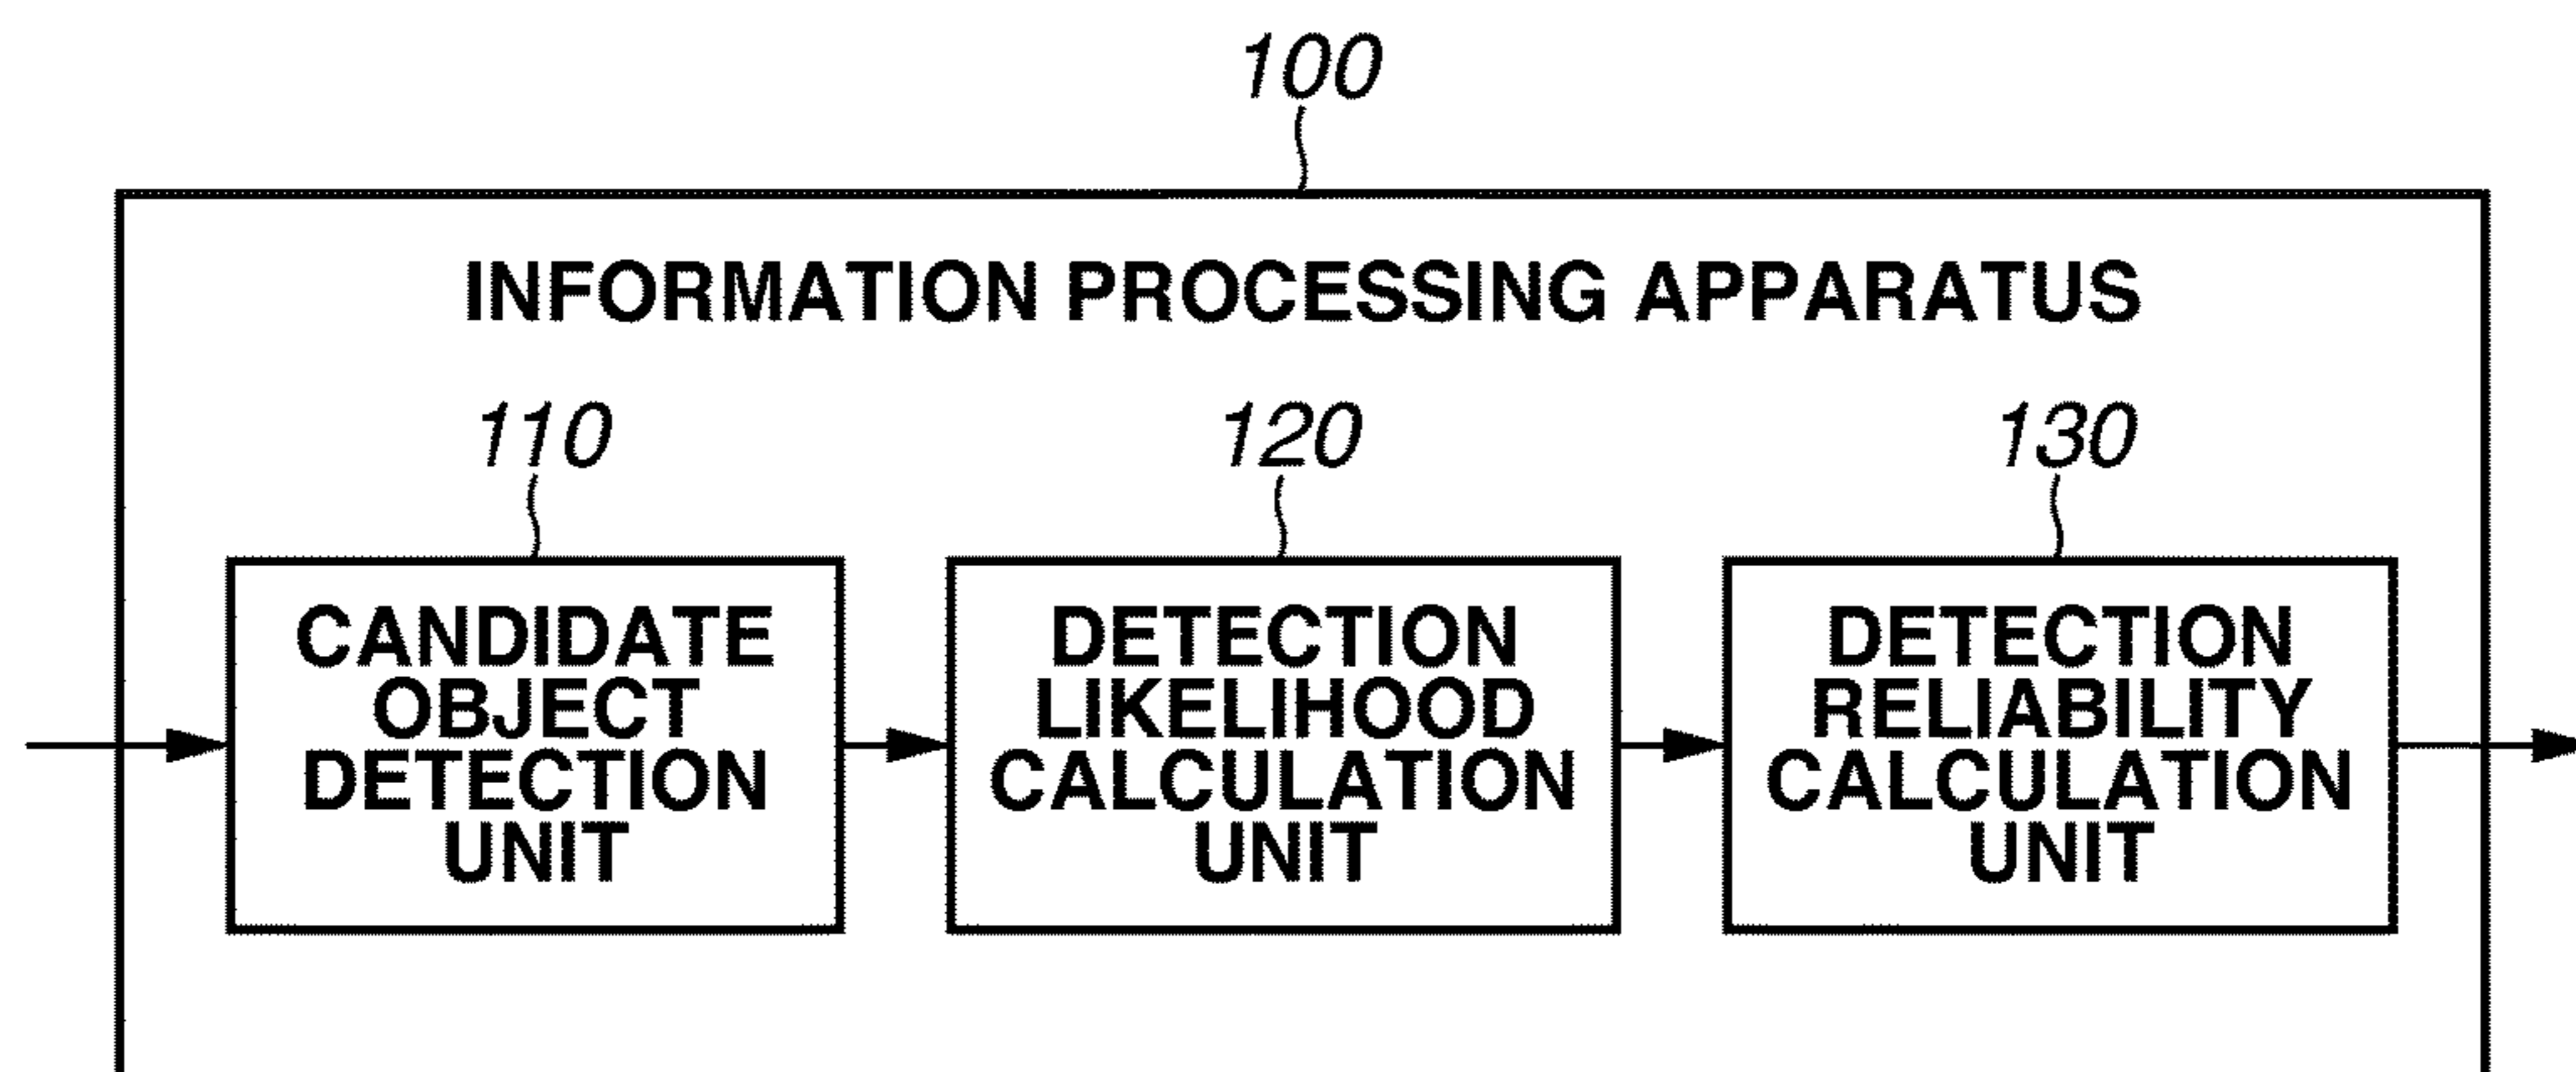 100
INFORMATION PROCESSING APPARATUS
110
120
130
CANDIDATE
OBJECT
DETECTION
UNIT
DETECTION
LIKELIHOOD
CALCULATION
UNIT
DETECTION
RELIABILITY
CALCULATION
UNIT